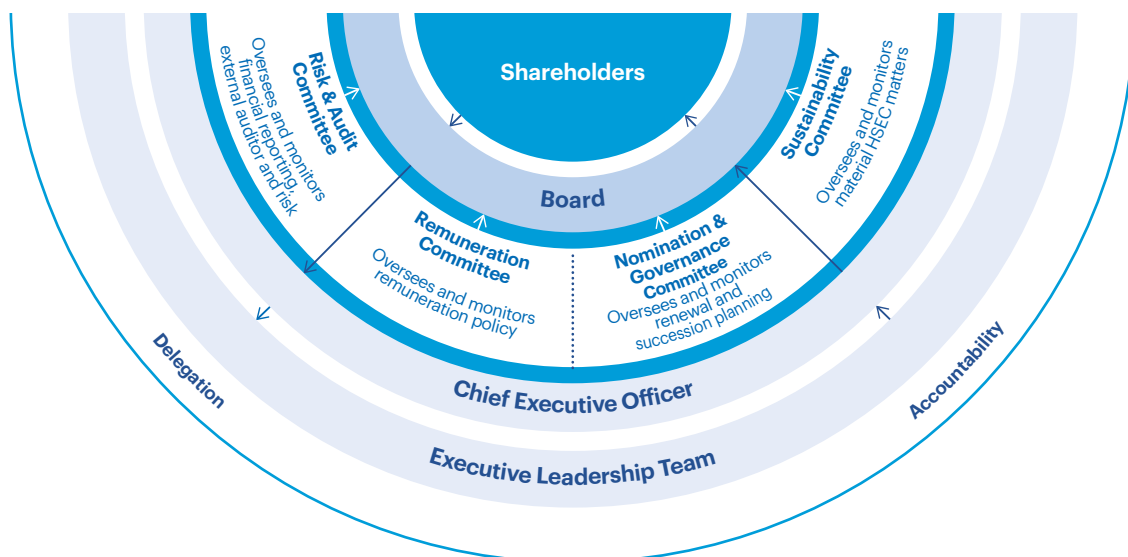 Shareholders
Board
Risk & Audit
Committee
Oversees and monitors
financial reporting,
external auditor and risk
Remuneration
Committee
Oversees and monitors
remuneration policy
Nomination &
Governance
Committee
Oversees and monitors
renewal and
succession planning
Sustainability
Committee
Oversees and monitors
material HSEC matters
Chief Executive Officer
Executive Leadership Team
Delegation
Accountability